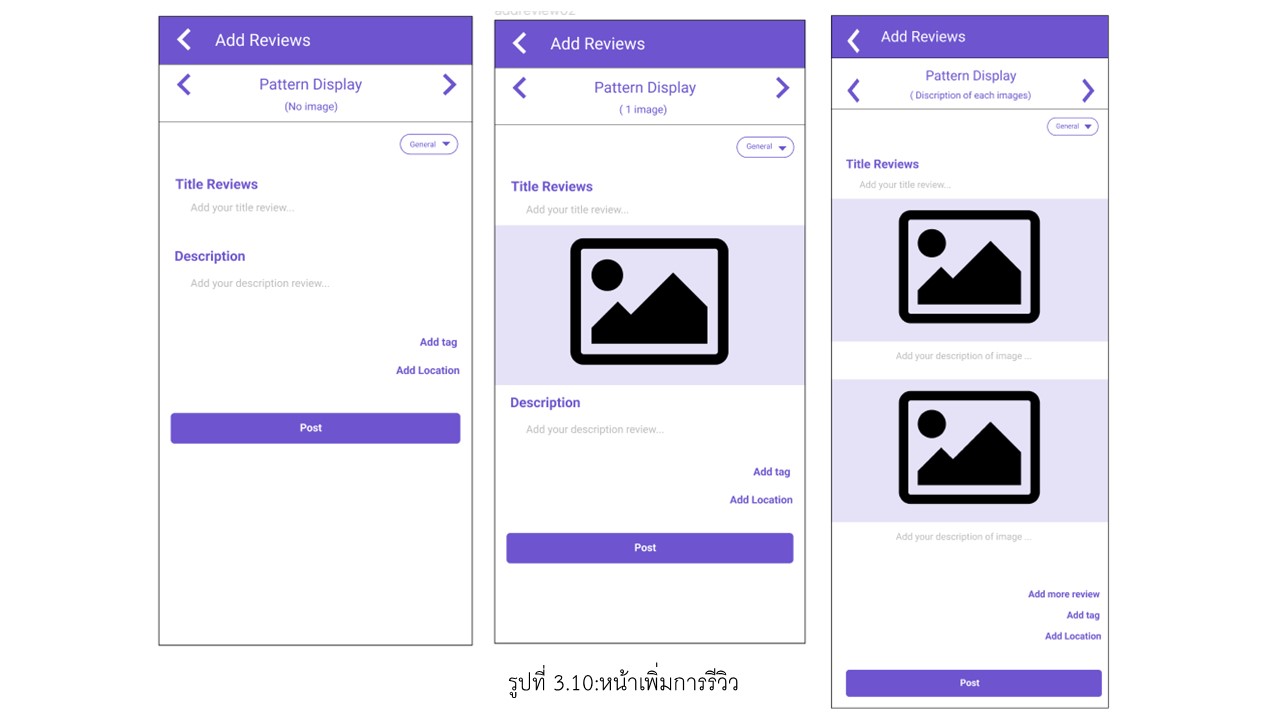 Add Reviews
Pattern Display
(No image)
General
Title Reviews
Add your title review...
Description
Add your description review...
Add tag
Add Location
Post
Add Reviews
Pattern Display
( 1 image)
General
Title Reviews
Add your title review...
Description
Add your description review...
Add tag
Add Location
Post
Add Reviews
Pattern Display
( Discription of each images)
General
Title Reviews
Add your title review...
Add your description of image ...
Add your description of image ...
Add more review
Add tag
Add Location
Post
รูปที่ 3.10:หน้าเพิ่มการรีวิว